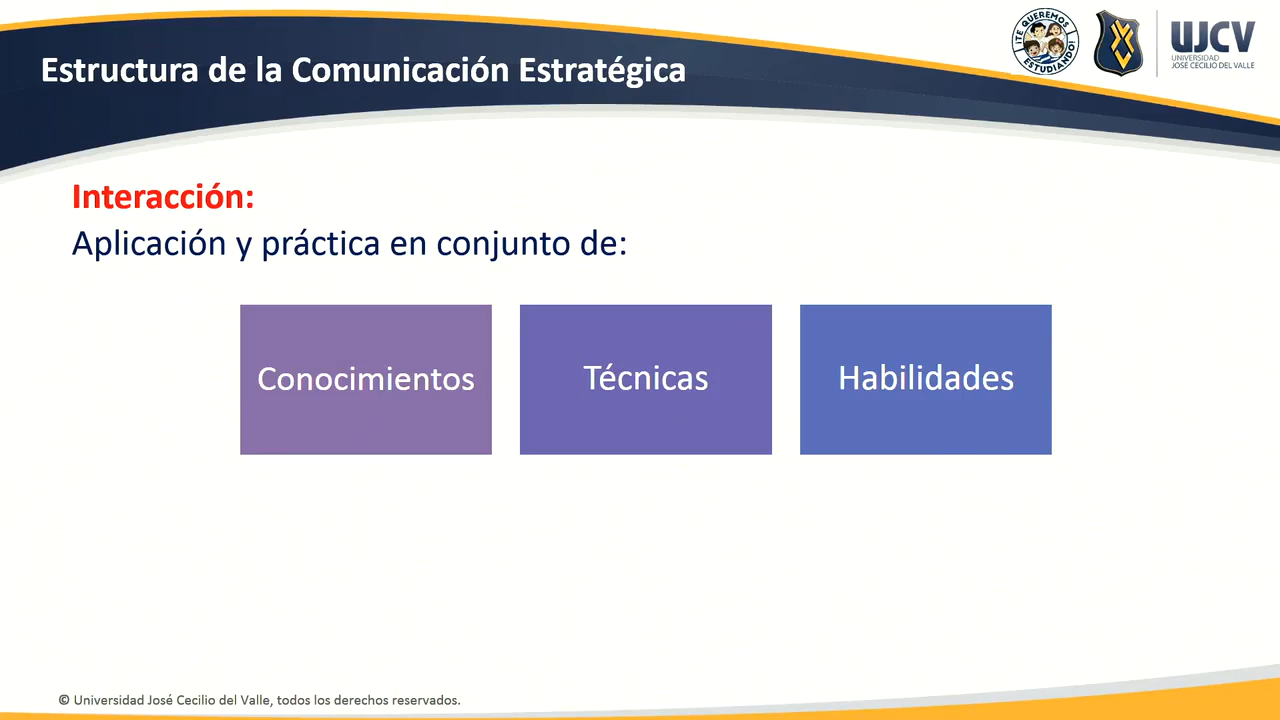 ¡TE QUEREMOS ESTUDIANDO!
UJCV
UNIVERSIDAD
JOSÉ CECILIO DEL VALLE
Estructura de la Comunicación Estratégica
Interacción:
Aplicación y práctica en conjunto de:
Conocimientos
Técnicas
Habilidades
© Universidad José Cecilio del Valle, todos los derechos reservados.